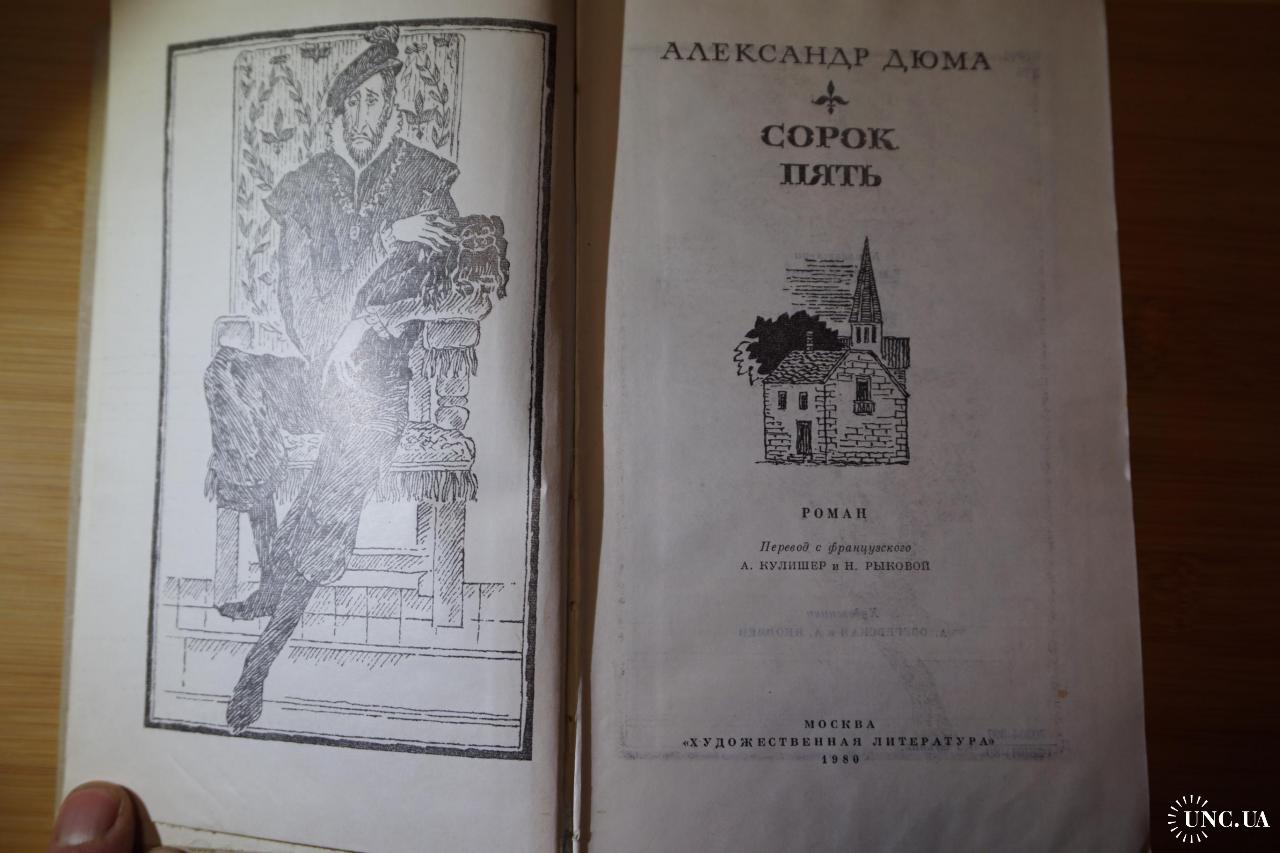 АЛЕКСАНДР ДЮМА
СОРОК
ПЯТЬ
РОМАН
Перевод с французского
А. КУЛИШЕР и Н. РЫКОВОЙ
МОСКВА
«ХУДОЖЕСТВЕННАЯ ЛИТЕРАТУРА»
1980
UNC.UA